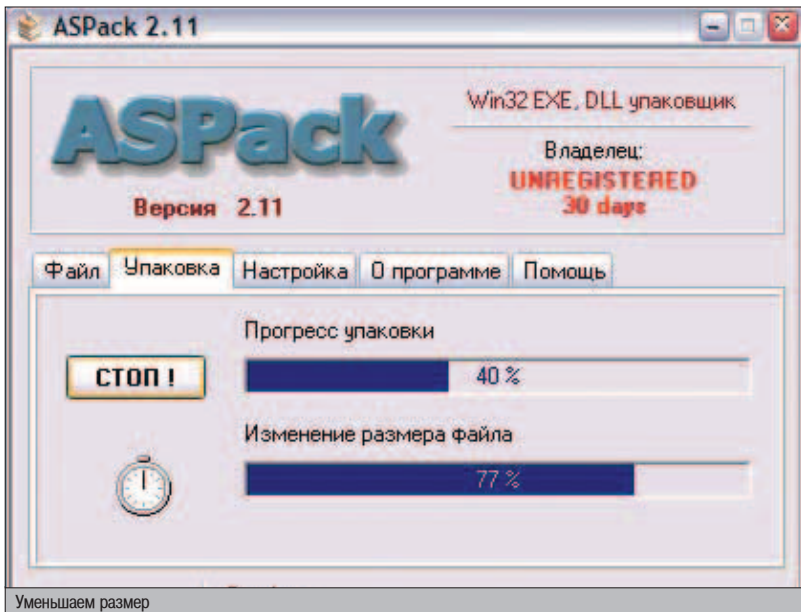 ASPack 2.11
ASPack
Версия 2.11
Win32 EXE, DLL упаковщик
Владелец:
UNREGISTERED
30 days
Файл Упаковка Настройка О программе Помощь
Прогресс упаковки
СТОП !
40 %
Изменение размера файла
77 %
Уменьшаем размер